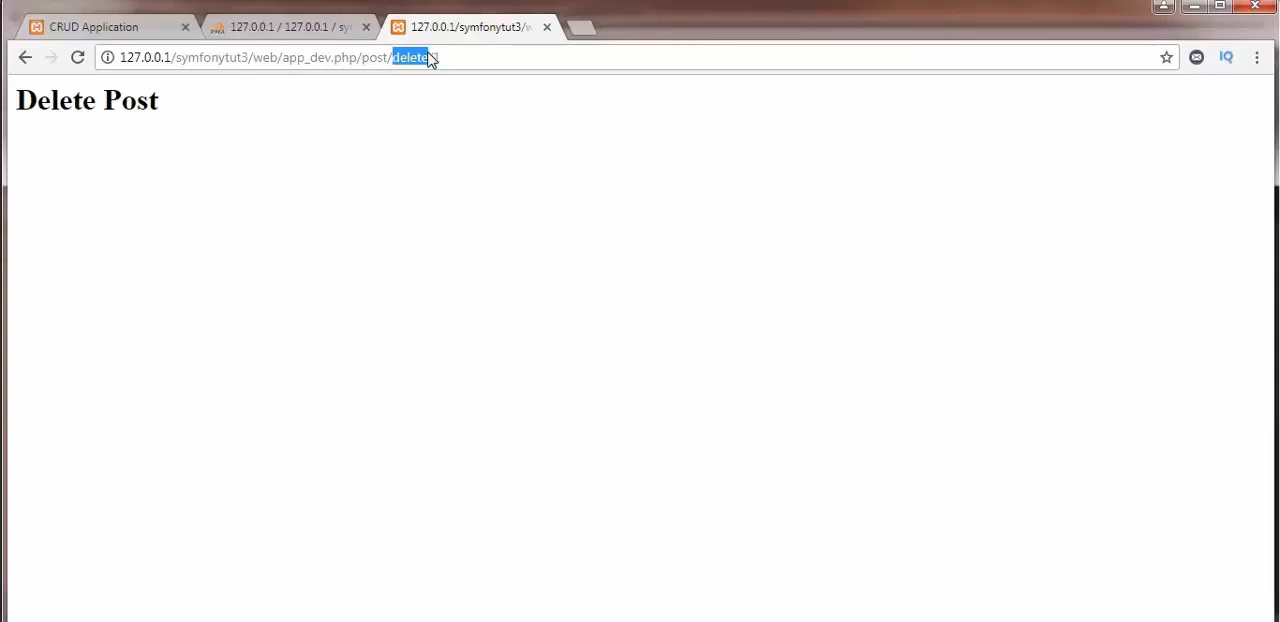 CRUD Application
127.0.0.1 / 127.0.0.1 / sy
127.0.0.1/symfonytut3/w
127.0.0.1/symfonytut3/web/app_dev.php/post/delete/1
IQ
Delete Post